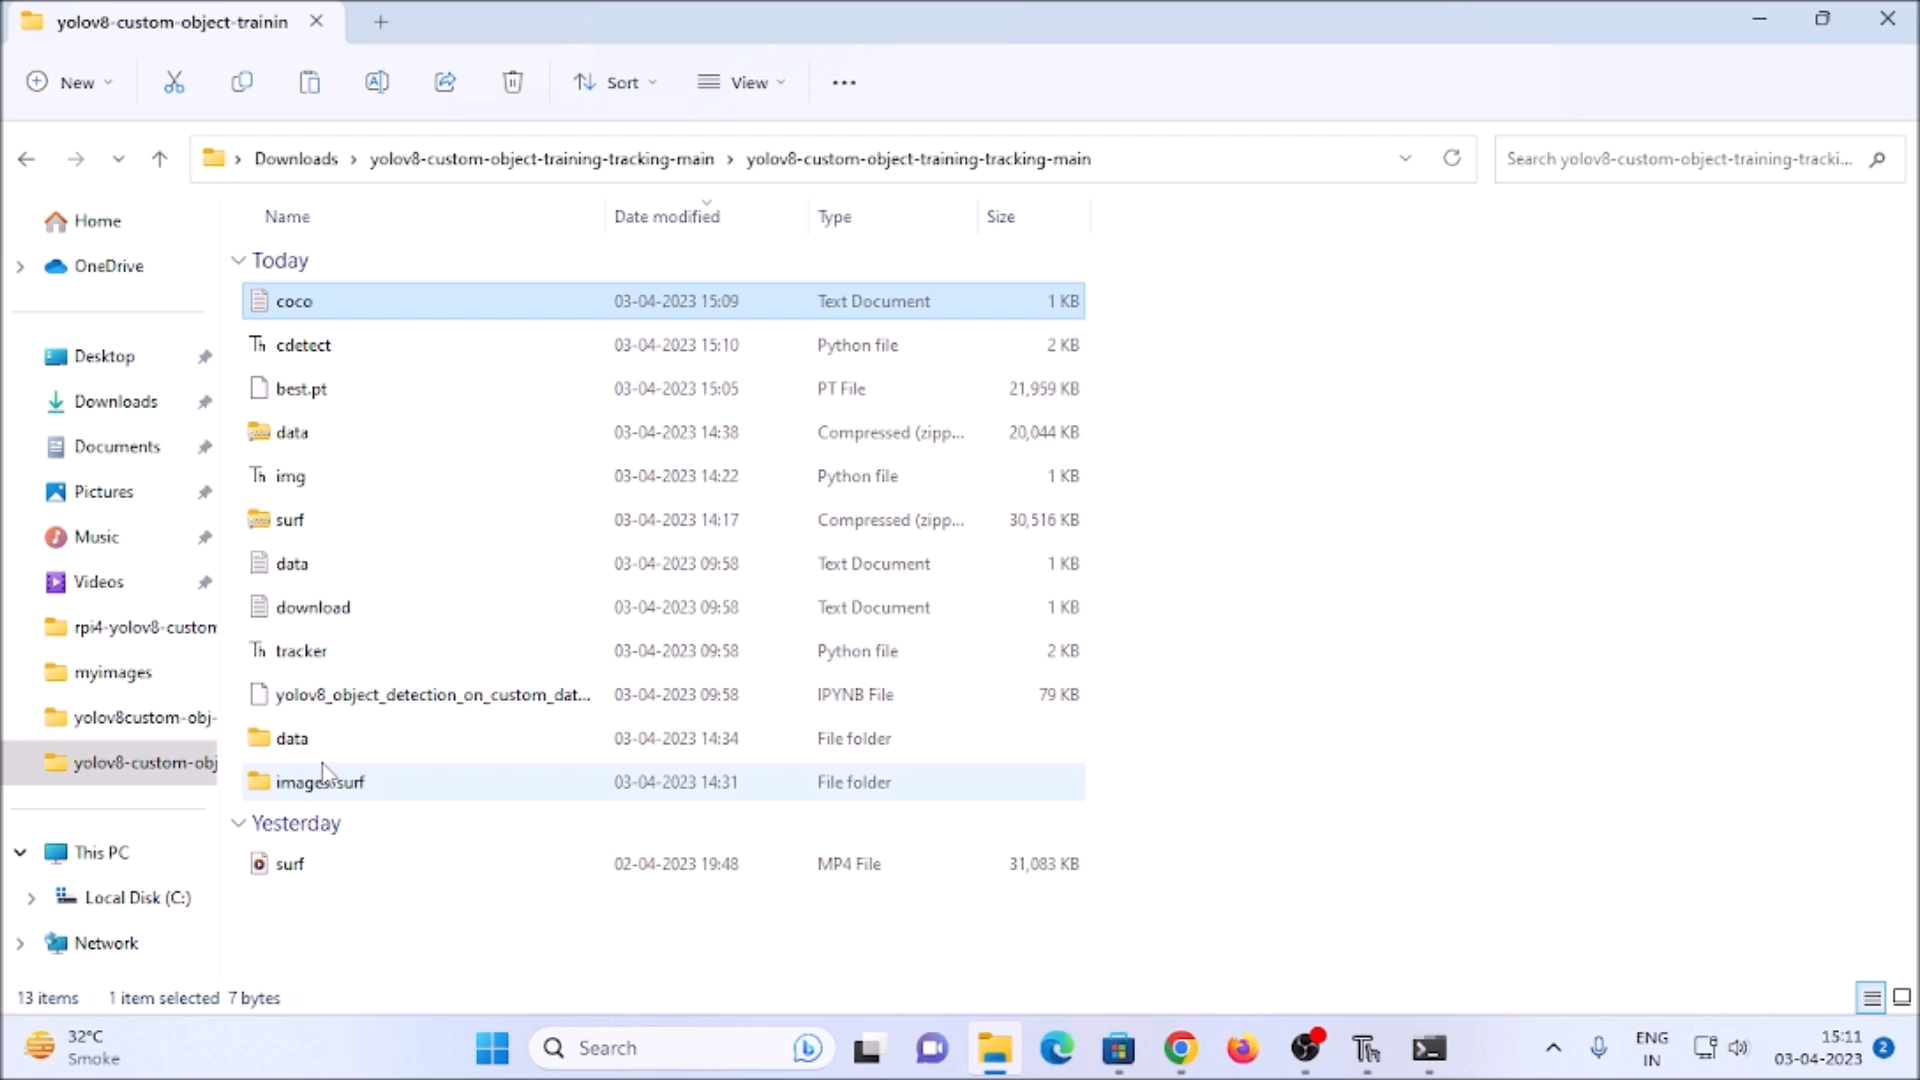 yolov8-custom-object-trainin
New
Sort
View
Downloads > yolov8-custom-object-training-tracking-main > yolov8-custom-object-training-tracking-main
Search yolov8-custom-object-training-tracki...
Home
OneDrive
Desktop
Downloads
Documents
Pictures
Music
Videos
rpi4-yolov8-custon
myimages
yolov8custom-obj-
yolov8-custom-obj
This PC
Local Disk (C:)
Network
Name Date modified Type Size
Today
coco 03-04-2023 15:09 Text Document 1 KB
cdetect 03-04-2023 15:10 Python file 2 KB
best.pt 03-04-2023 15:05 PT File 21,959 KB
data 03-04-2023 14:38 Compressed (zipp... 20,044 KB
img 03-04-2023 14:22 Python file 1 KB
surf 03-04-2023 14:17 Compressed (zipp... 30,516 KB
data 03-04-2023 09:58 Text Document 1 KB
download 03-04-2023 09:58 Text Document 1 KB
tracker 03-04-2023 09:58 Python file 2 KB
yolov8_object_detection_on_custom_dat... 03-04-2023 09:58 IPYNB File 79 KB
data 03-04-2023 14:34 File folder
images-surf 03-04-2023 14:31 File folder
Yesterday
surf 02-04-2023 19:48 MP4 File 31,083 KB
13 items 1 item selected 7 bytes
32°C
Smoke
Search
ENG
IN
15:11
03-04-2023
2